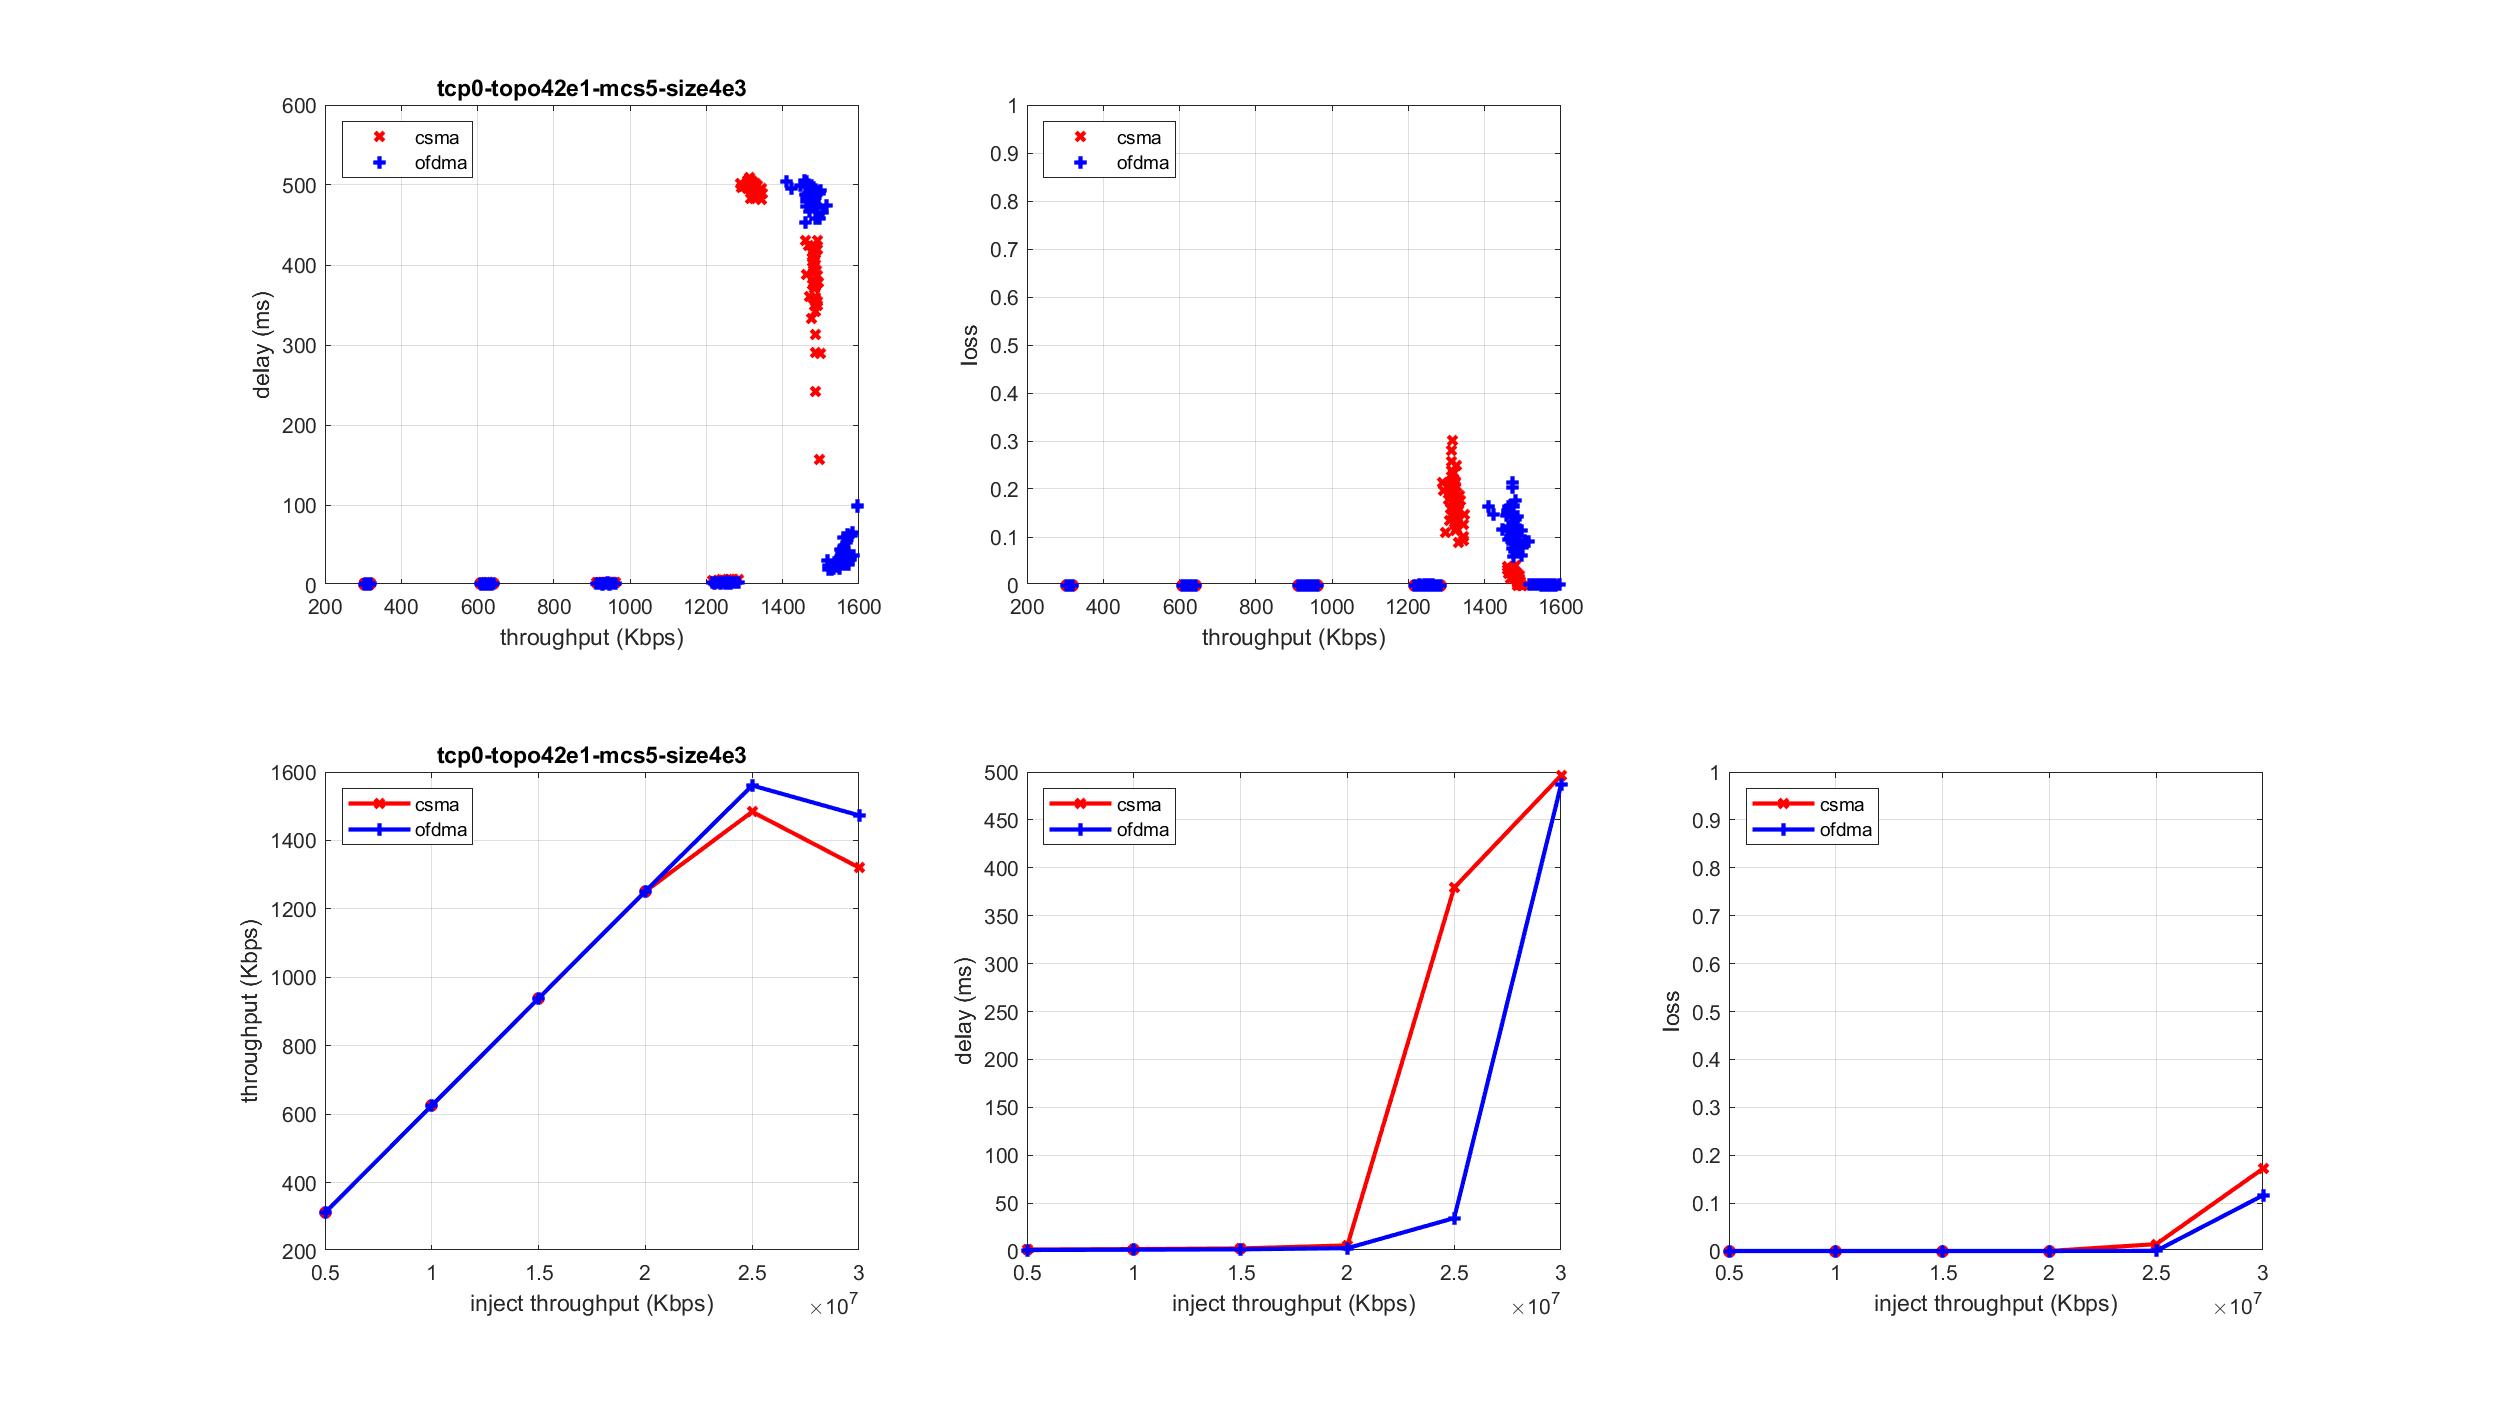 tcp0-topo42e1-mcs5-size4e3
600
500
400
300
200
100
0
delay (ms)
csma
ofdma
200 400 600 800 1000 1200 1400 1600
throughput (Kbps)
1
0.9
0.8
0.7
0.6
0.5
0.4
0.3
0.2
0.1
0
loss
csma
ofdma
200 400 600 800 1000 1200 1400 1600
throughput (Kbps)
tcp0-topo42e1-mcs5-size4e3
1600
1400
1200
1000
800
600
400
200
throughput (Kbps)
csma
ofdma
0.5 1 1.5 2 2.5 3
inject throughput (Kbps)
×10^7
500
450
400
350
300
250
200
150
100
50
0
delay (ms)
csma
ofdma
0.5 1 1.5 2 2.5 3
inject throughput (Kbps)
×10^7
1
0.9
0.8
0.7
0.6
0.5
0.4
0.3
0.2
0.1
0
loss
csma
ofdma
0.5 1 1.5 2 2.5 3
inject throughput (Kbps)
×10^7